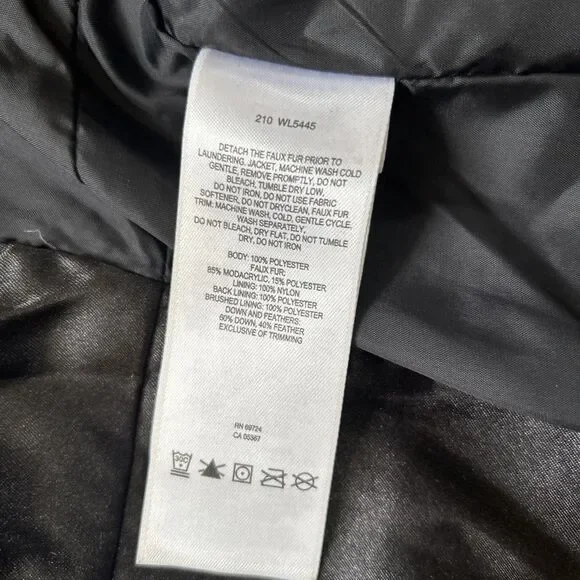 210 WL5445
DETACH THE FAUX FUR PRIOR TO
LAUNDERING, JACKET, MACHINE WASH COLD
GENTLE, REMOVE PROMPTLY, DO NOT
BLEACH, TUMBLE DRY LOW,
DO NOT IRON, DO NOT USE FABRIC
SOFTENER, DO NOT DRYCLEAN, FAUX FUR
TRIM: MACHINE WASH, COLD, GENTLE CYCLE,
WASH SEPARATELY,
DO NOT BLEACH, DRY FLAT, DO NOT TUMBLE
DRY, DO NOT IRON
BODY: 100% POLYESTER
FAUX FUR:
85% MODACRYLIC, 15% POLYESTER
LINING: 100% NYLON
BACK LINING: 100% POLYESTER
BRUSHED LINING: 100% POLYESTER
DOWN AND FEATHERS:
60% DOWN, 40% FEATHER
EXCLUSIVE OF TRIMMING
RN 69724
CA 05367
30C